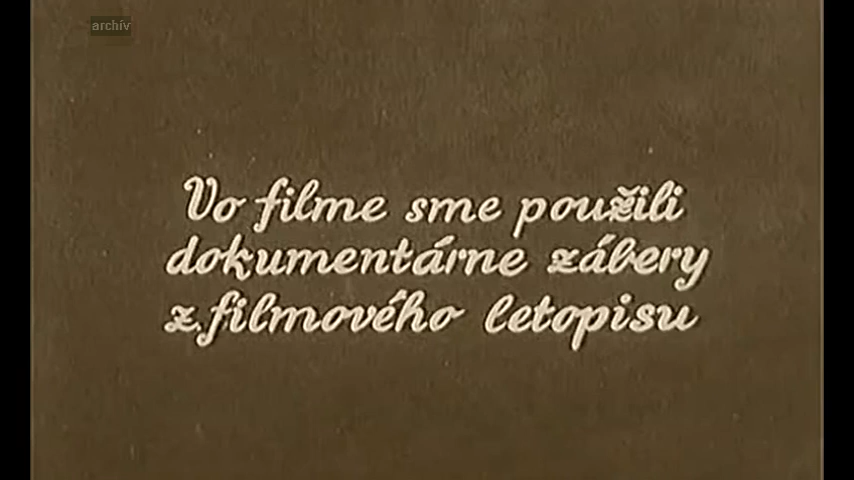 archív
Vo filme sme použili
dokumentárne zábery
z filmového letopisu